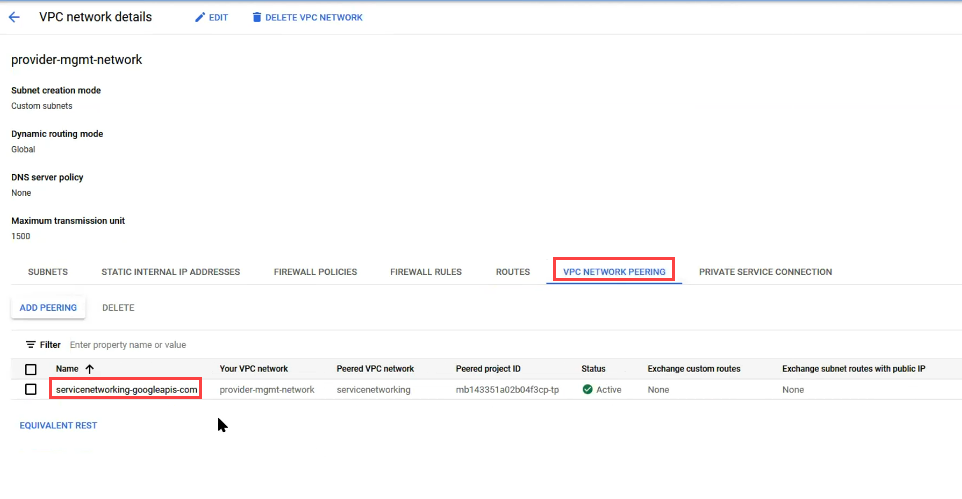 VPC network details EDIT DELETE VPC NETWORK
provider-mgmt-network
Subnet creation mode
Custom subnets
Dynamic routing mode
Global
DNS server policy
None
Maximum transmission unit
1500
SUBNETS STATIC INTERNAL IP ADDRESSES FIREWALL POLICIES FIREWALL RULES ROUTES VPC NETWORK PEERING PRIVATE SERVICE CONNECTION
ADD PEERING DELETE
Filter Enter property name or value
Name Your VPC network Peered VPC network Peered project ID Status Exchange custom routes Exchange subnet routes with public IP
servicenetworking-googleapis-com provider-mgmt-network servicenetworking mb143351a02b04f3cp-tp Active None None
EQUIVALENT REST